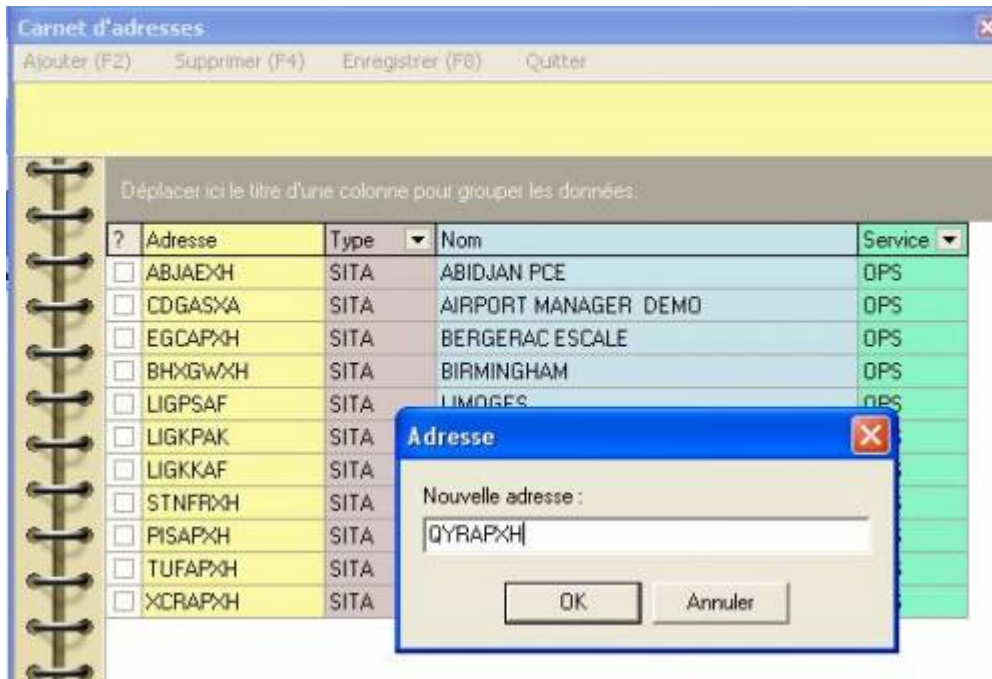 Carnet d'adresses
Ajouter (F2) Supprimer (F4) Enregistrer (F8) Quitter
Déplacer ici le titre d'une colonne pour grouper les données.
? Adresse Type Nom Service
ABJAEXH SITA ABIDJAN PCE OPS
CDGASXA SITA AIRPORT MANAGER DEMO OPS
EGCAPXH SITA BERGERAC ESCALE OPS
BHXGWXH SITA BIRMINGHAM OPS
LIGPSAF SITA LIMOGES OPS
LIGKPAK SITA
LIGKKAF SITA
STNFRXH SITA
PISAPXH SITA
TUFAPXH SITA
XCRAPXH SITA
Adresse
Nouvelle adresse :
QYRAPXH
OK Annuler